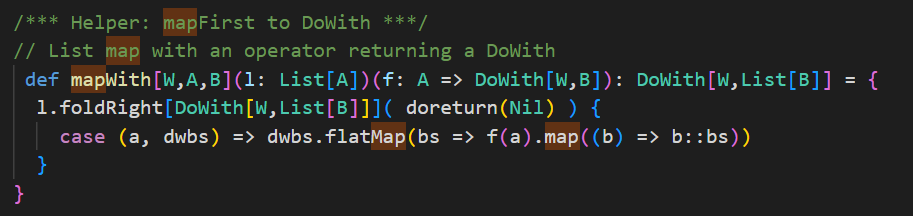 /*** Helper: mapFirst to DoWith ***/
// List map with an operator returning a DoWith
def mapWith[W,A,B](l: List[A])(f: A => DoWith[W,B]): DoWith[W,List[B]] = {
l.foldRight[DoWith[W,List[B]]]( doreturn(Nil) ) {
case (a, dwbs) => dwbs.flatMap(bs => f(a).map((b) => b::bs))
}
}